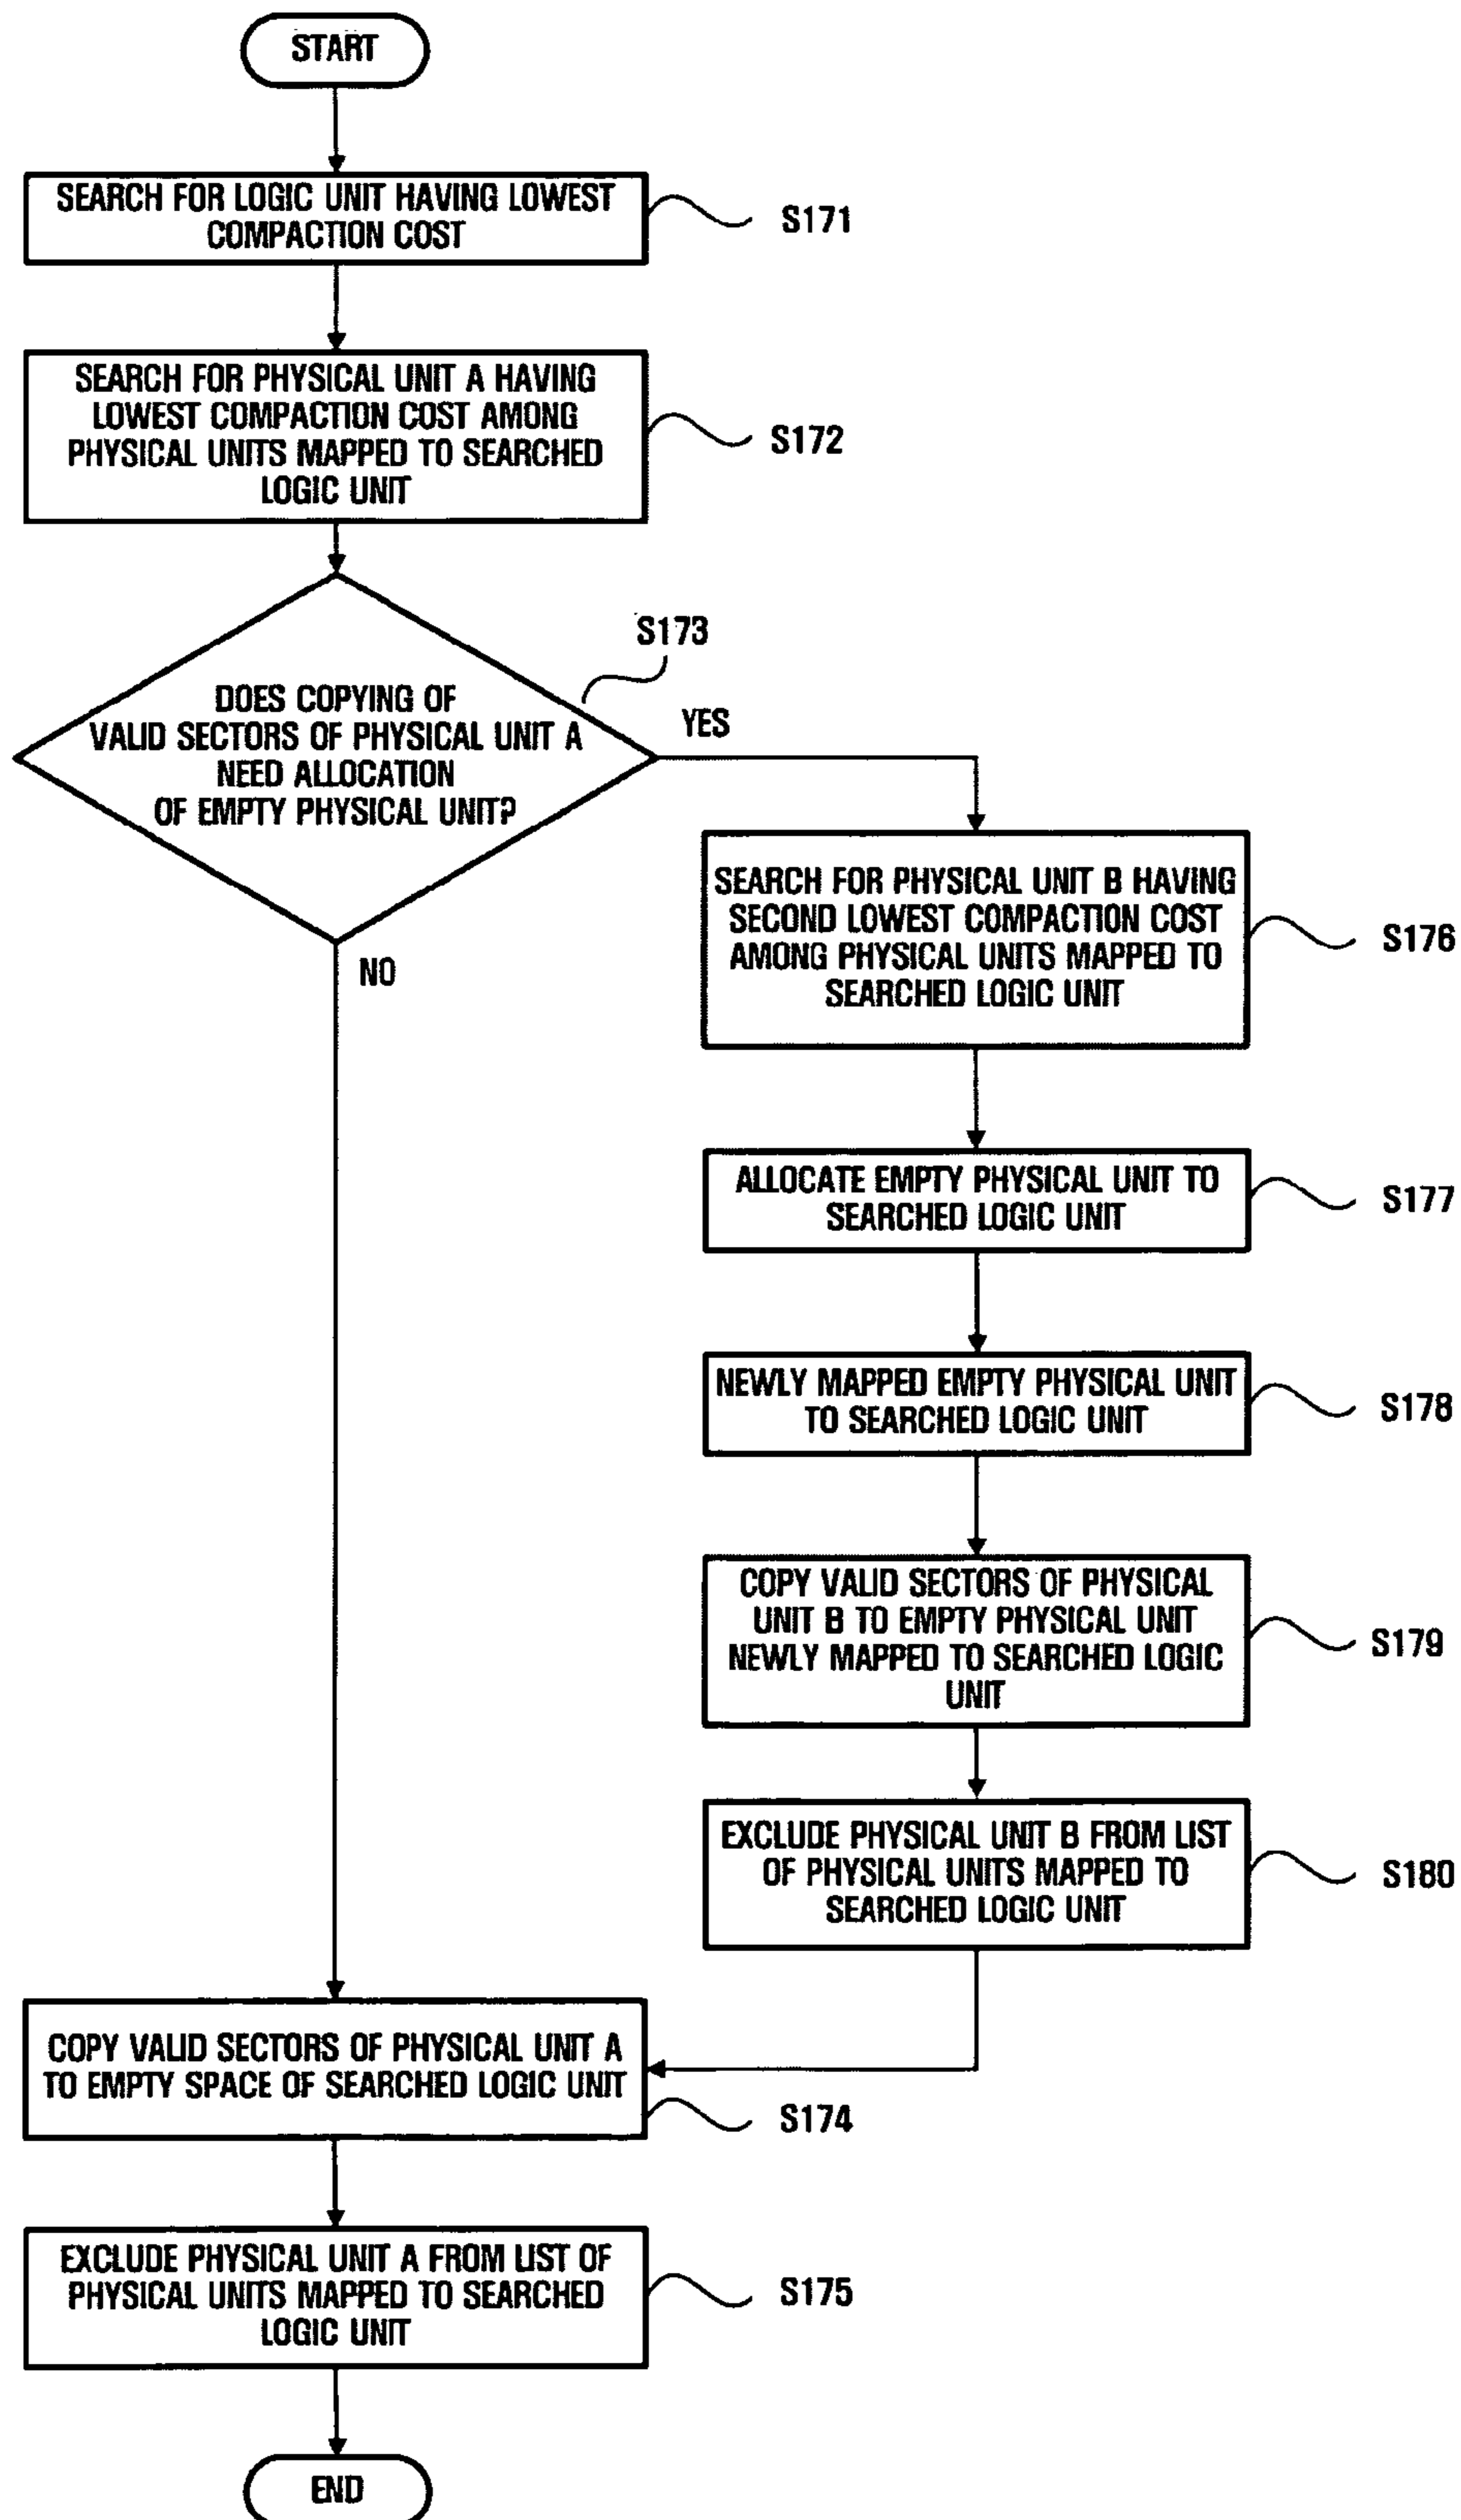 START
SEARCH FOR LOGIC UNIT HAVING LOWEST
COMPACTION COST
S171
SEARCH FOR PHYSICAL UNIT A HAVING
LOWEST COMPACTION COST AMONG
PHYSICAL UNITS MAPPED TO SEARCHED
LOGIC UNIT
S172
S173
DOES COPYING OF
VALID SECTORS OF PHYSICAL UNIT A
NEED ALLOCATION
OF EMPTY PHYSICAL UNIT?
YES
NO
SEARCH FOR PHYSICAL UNIT B HAVING
SECOND LOWEST COMPACTION COST
AMONG PHYSICAL UNITS MAPPED TO
SEARCHED LOGIC UNIT
S176
ALLOCATE EMPTY PHYSICAL UNIT TO
SEARCHED LOGIC UNIT
S177
NEWLY MAPPED EMPTY PHYSICAL UNIT
TO SEARCHED LOGIC UNIT
S178
COPY VALID SECTORS OF PHYSICAL
UNIT B TO EMPTY PHYSICAL UNIT
NEWLY MAPPED TO SEARCHED LOGIC
UNIT
S179
EXCLUDE PHYSICAL UNIT B FROM LIST
OF PHYSICAL UNITS MAPPED TO
SEARCHED LOGIC UNIT
S180
COPY VALID SECTORS OF PHYSICAL UNIT A
TO EMPTY SPACE OF SEARCHED LOGIC UNIT
S174
EXCLUDE PHYSICAL UNIT A FROM LIST OF
PHYSICAL UNITS MAPPED TO SEARCHED
LOGIC UNIT
S175
END